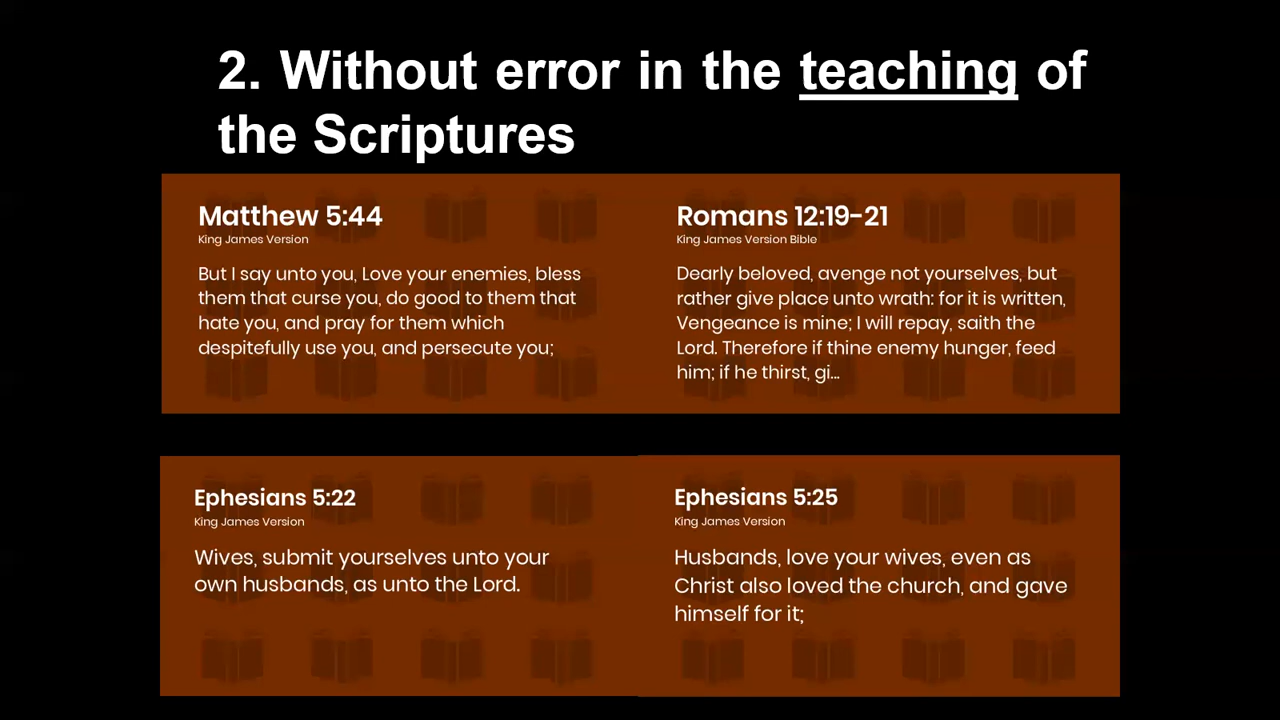 2. Without error in the teaching of
the Scriptures
Matthew 5:44
King James Version
But I say unto you, Love your enemies, bless
them that curse you, do good to them that
hate you, and pray for them which
despitefully use you, and persecute you;
Romans 12:19-21
King James Version Bible
Dearly beloved, avenge not yourselves, but
rather give place unto wrath: for it is written,
Vengeance is mine; I will repay, saith the
Lord. Therefore if thine enemy hunger, feed
him; if he thirst, gi...
Ephesians 5:22
King James Version
Wives, submit yourselves unto your
own husbands, as unto the Lord.
Ephesians 5:25
King James Version
Husbands, love your wives, even as
Christ also loved the church, and gave
himself for it;